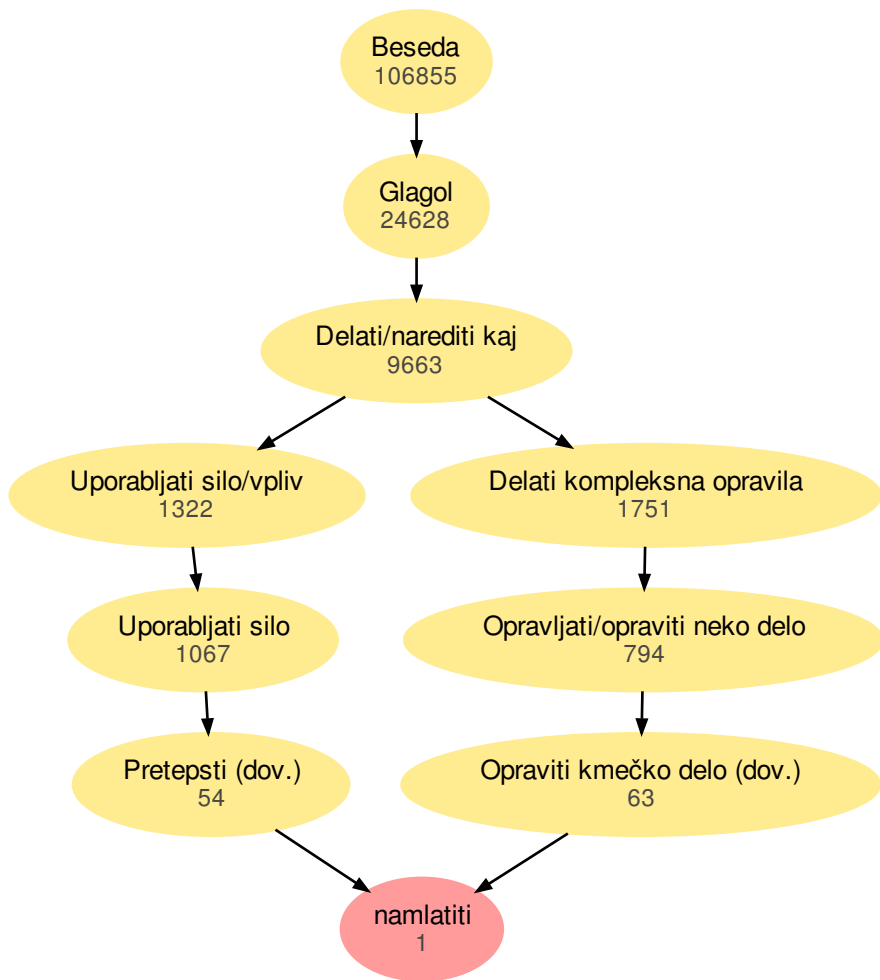 Beseda
106855
Glagol
24628
Delati/narediti kaj
9663
Uporabljati silo/vpliv
1322
Delati kompleksna opravila
1751
Uporabljati silo
1067
Opravljati/opraviti neko delo
794
Pretepsti (dov.)
54
Opraviti kmečko delo (dov.)
63
namlatiti
1